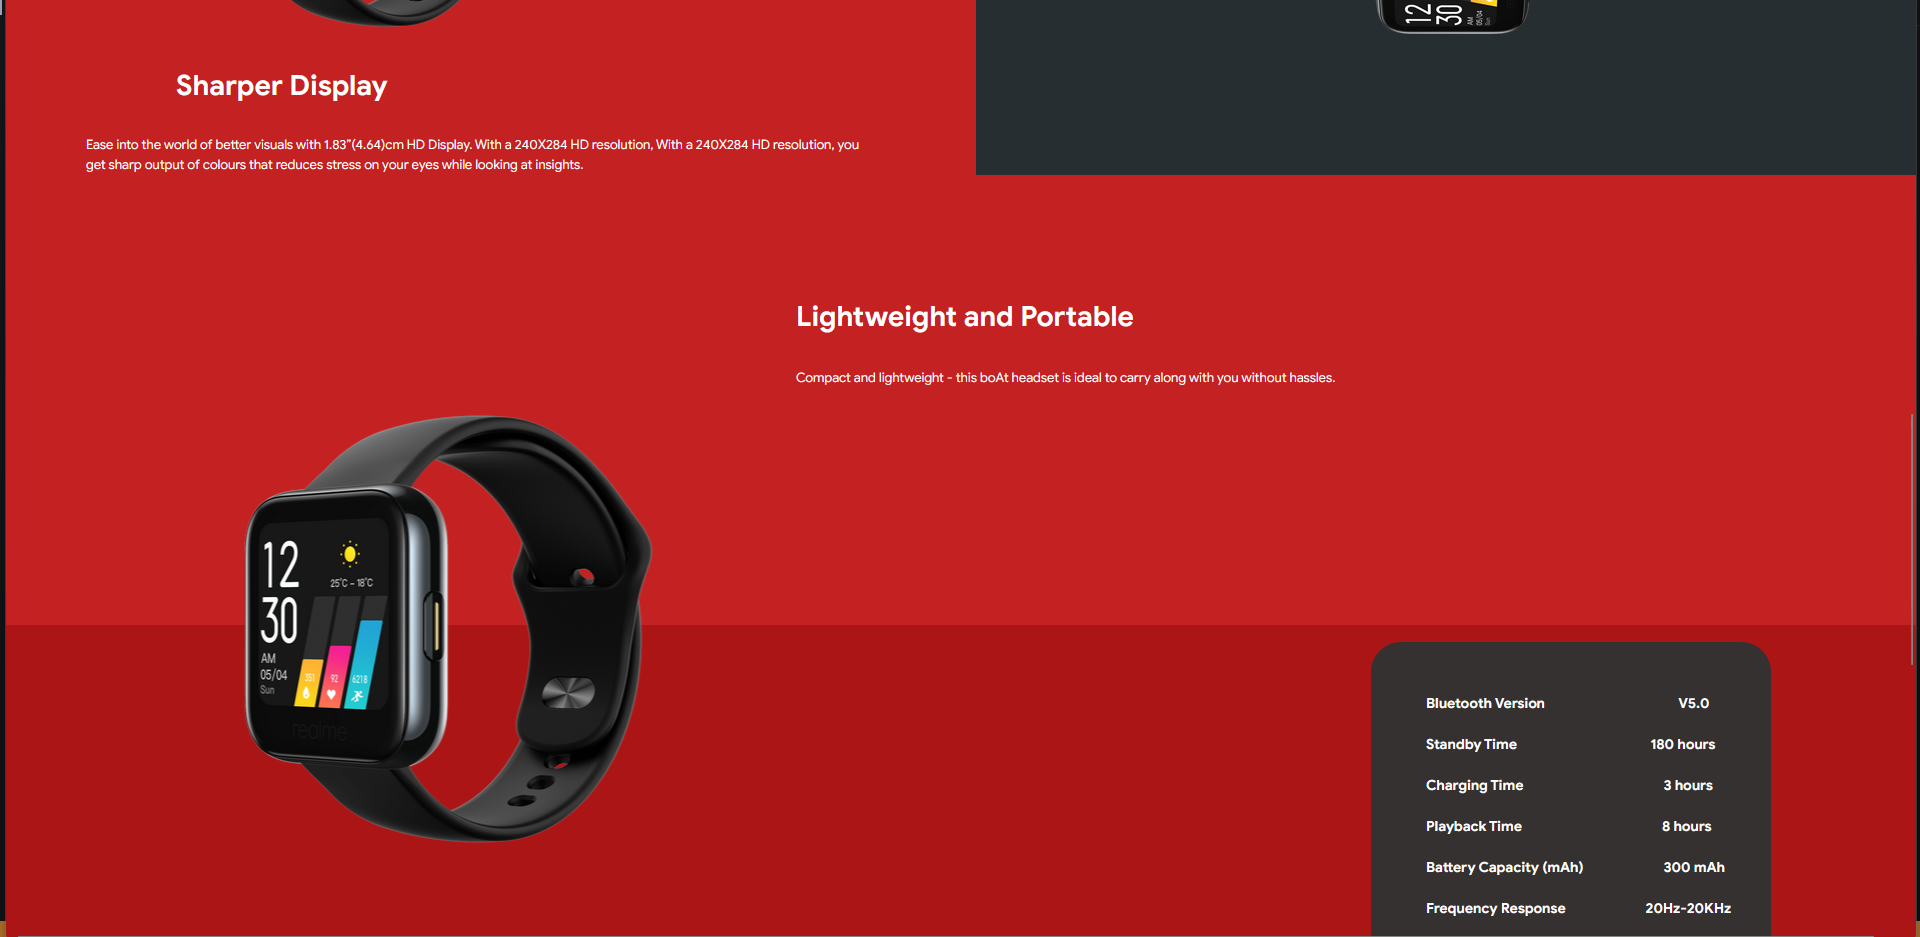 12
30
AM
05/04
Sun
Sharper Display
Ease into the world of better visuals with 1.83"(4.64)cm HD Display. With a 240X284 HD resolution, With a 240X284 HD resolution, you
get sharp output of colours that reduces stress on your eyes while looking at insights.
Lightweight and Portable
Compact and lightweight - this boAt headset is ideal to carry along with you without hassles.
12
30
25°C - 18°C
AM
05/04
Sun
351
92
6218
realme
Bluetooth Version V5.0
Standby Time 180 hours
Charging Time 3 hours
Playback Time 8 hours
Battery Capacity (mAh) 300 mAh
Frequency Response 20Hz-20KHz